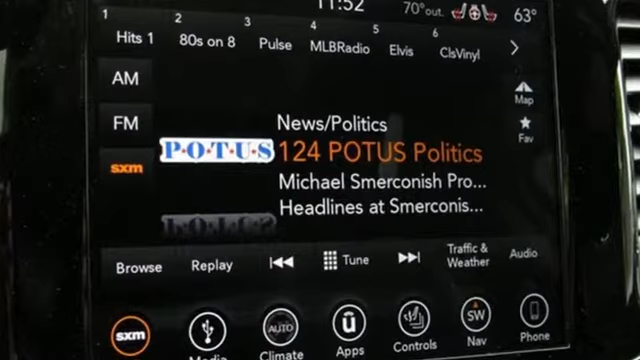 11:52
70°out.
63°
1 2 3 4 5 6
Hits 1 80s on 8 Pulse MLBRadio Elvis ClsVinyl
AM
FM
sxm
Map
Fav
News/Politics
P·O·T·U·S 124 POTUS Politics
Michael Smerconish Pro...
Headlines at Smerconis...
Browse Replay Tune Traffic & Weather Audio
sxm AUTO ū SW
Media Climate Apps Controls Nav Phone